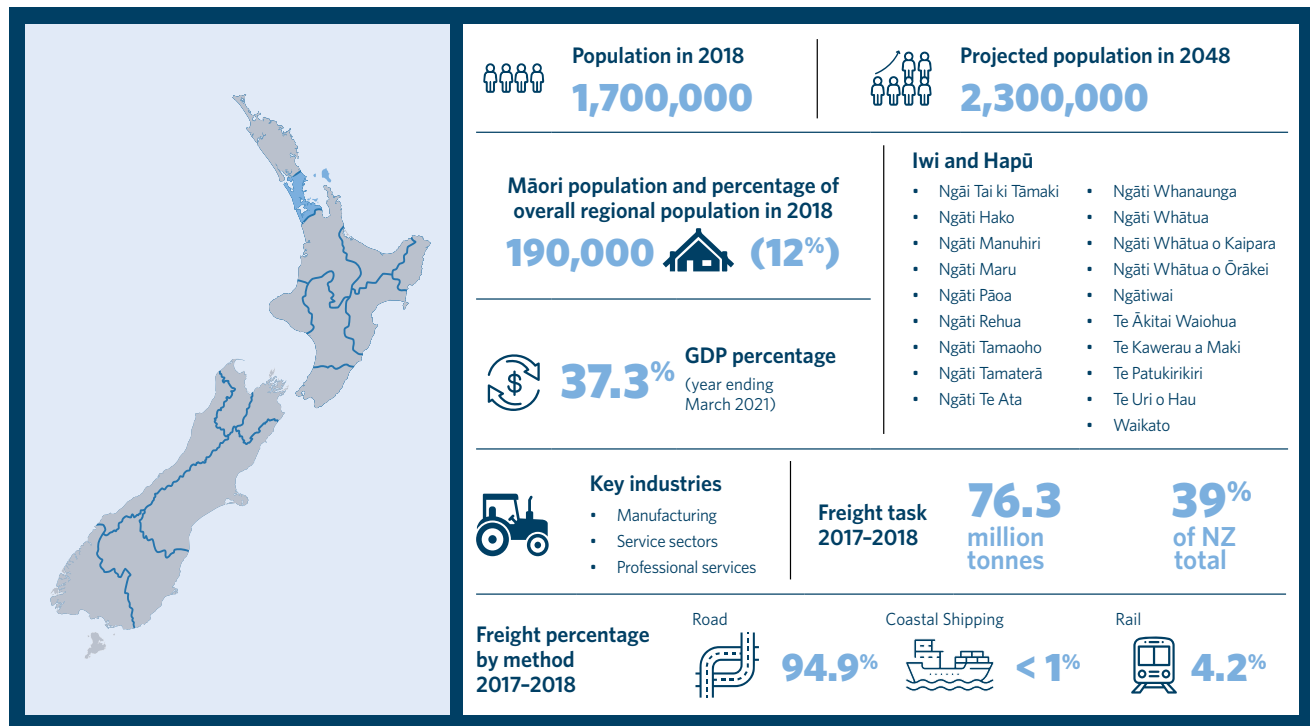 Population in 2018
1,700,000
Projected population in 2048
2,300,000
Māori population and percentage of
overall regional population in 2018
190,000 (12%)
Iwi and Hapū
• Ngāi Tai ki Tāmaki
• Ngāti Hako
• Ngāti Manuhiri
• Ngāti Maru
• Ngāti Pāoa
• Ngāti Rehua
• Ngāti Tamaoho
• Ngāti Tamaterā
• Ngāti Te Ata
• Ngāti Whanaunga
• Ngāti Whātua
• Ngāti Whātua o Kaipara
• Ngāti Whātua o Ōrākei
• Ngātiwai
• Te Ākitai Waiohua
• Te Kawerau a Maki
• Te Patukirikiri
• Te Uri o Hau
• Waikato
$
37.3%
GDP percentage
(year ending
March 2021)
Key industries
• Manufacturing
• Service sectors
• Professional services
Freight task
2017–2018
76.3
million
tonnes
39%
of NZ
total
Freight percentage
by method
2017–2018
Road
94.9%
Coastal Shipping
< 1%
Rail
4.2%